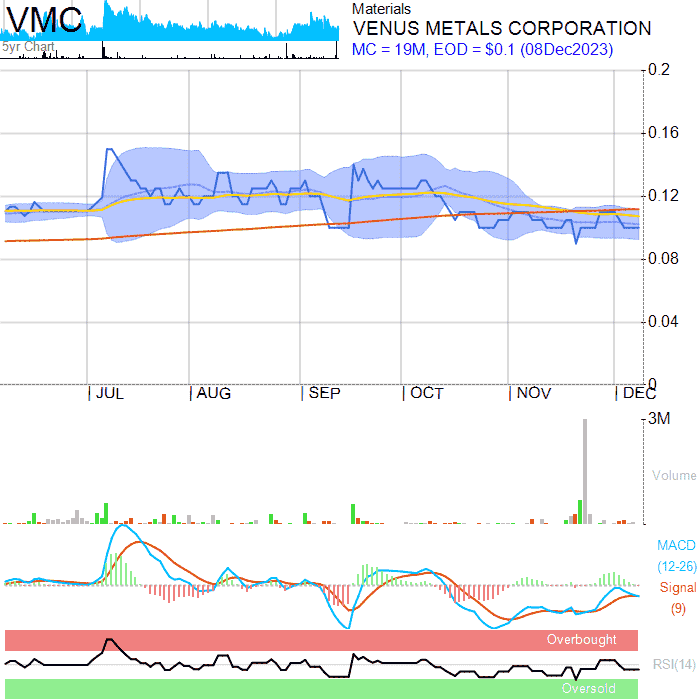 VMC
5yr Chart
Materials
VENUS METALS CORPORATION
MC = 19M, EOD = $0.1 (08Dec2023)
0.2
0.16
0.12
0.08
0.04
0
JUL AUG SEP OCT NOV DEC
3M
Volume
MACD
(12-26)
Signal
(9)
Overbought
RSI(14)
Oversold